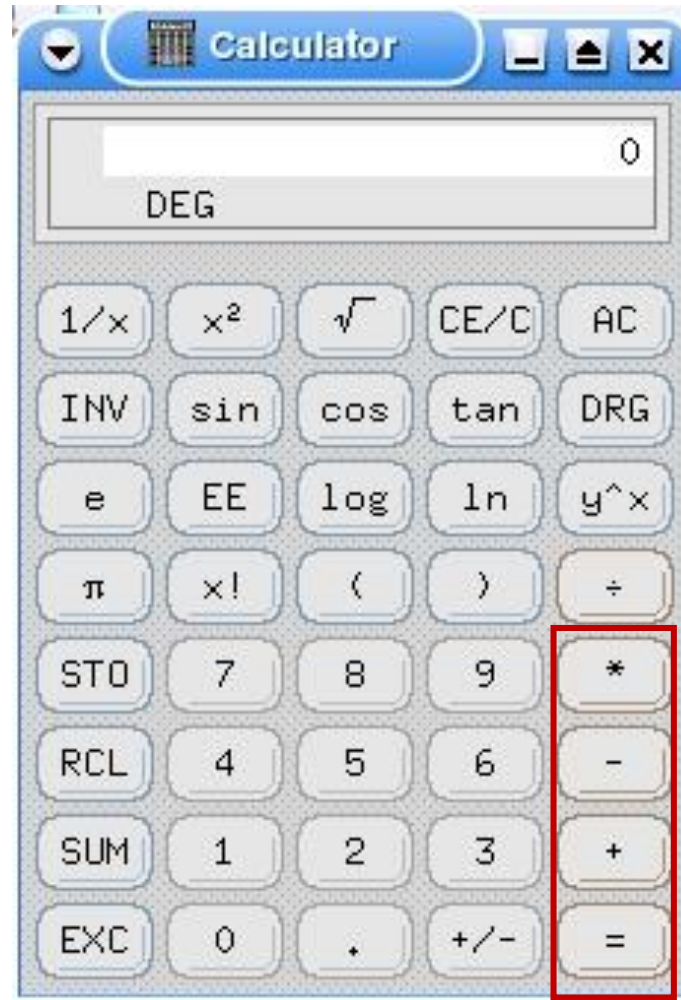 Calculator
0
DEG
1/x x² √ CE/C AC
INV sin cos tan DRG
e EE log ln y^x
π x! ( ) ÷
STO 7 8 9 *
RCL 4 5 6 -
SUM 1 2 3 +
EXC 0 . +/- =